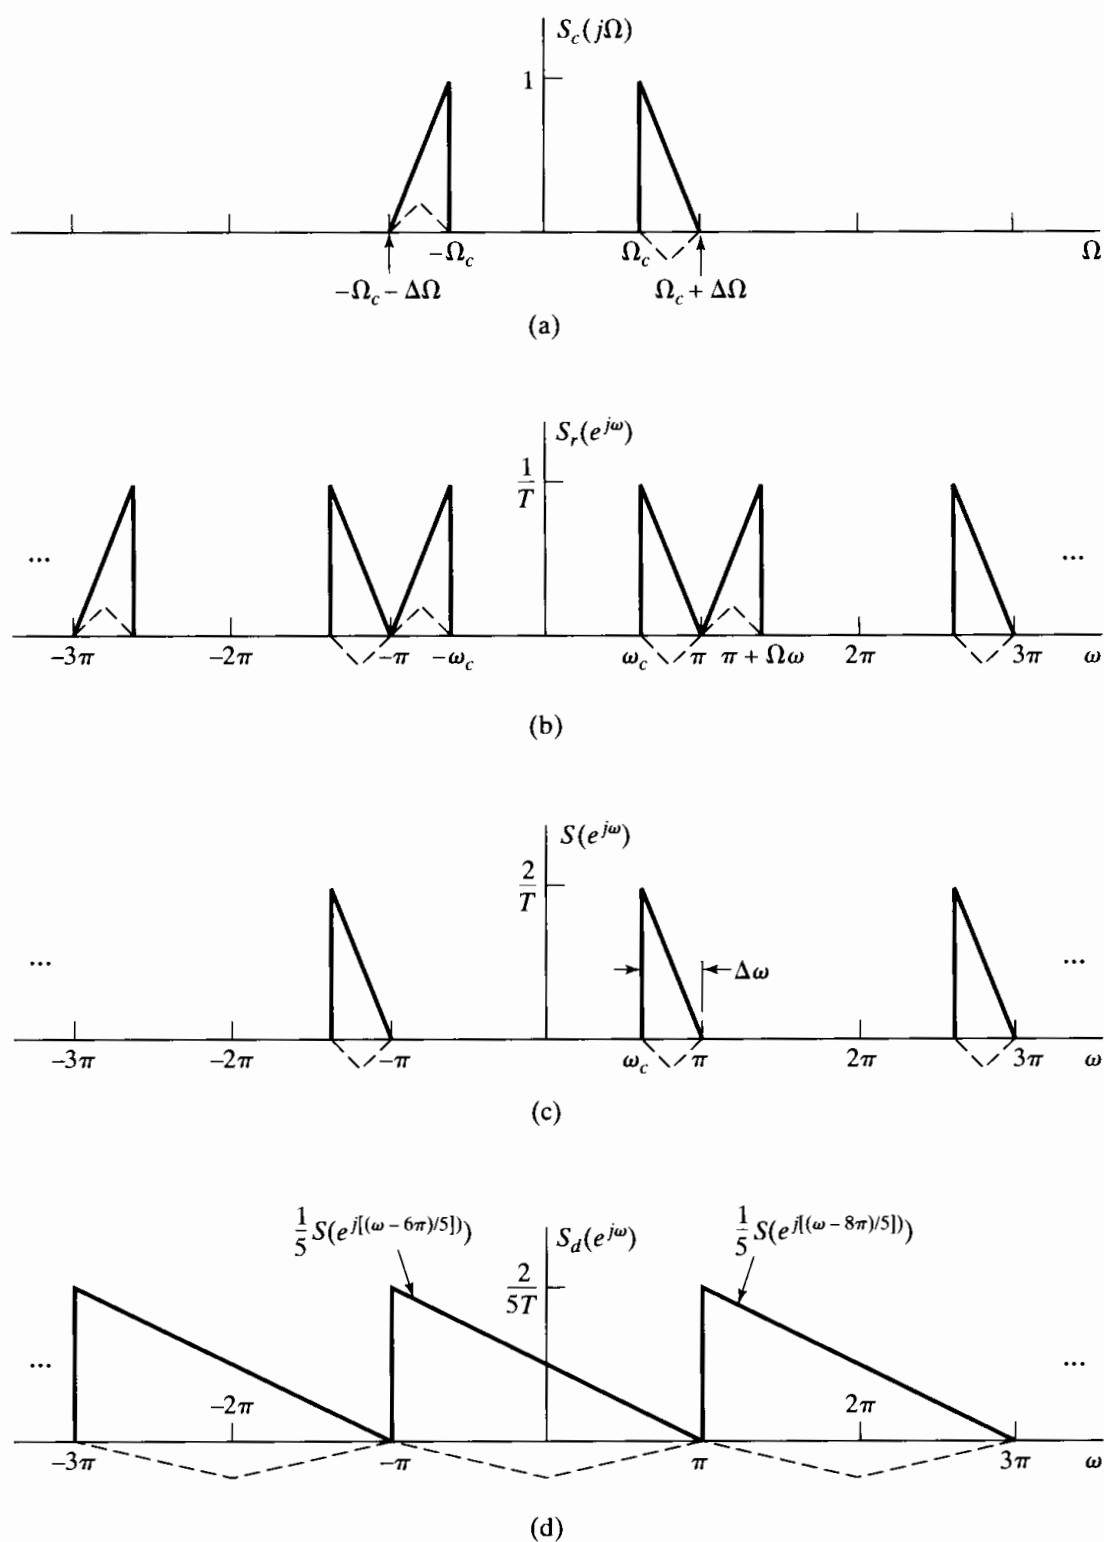 S_c(jΩ)
1
−Ω_c Ω_c Ω
−Ω_c − ΔΩ Ω_c + ΔΩ
(a)
S_r(e^{jω})
1/T
... ...
−3π −2π −π −ω_c ω_c π π + Ωω 2π 3π ω
(b)
S(e^{jω})
2/T
... Δω ...
−3π −2π −π ω_c π 2π 3π ω
(c)
1/5 S(e^{j[(ω − 6π)/5]}) S_d(e^{jω}) 1/5 S(e^{j[(ω − 8π)/5]})
2/5T
... ...
−2π 2π
−3π −π π 3π ω
(d)